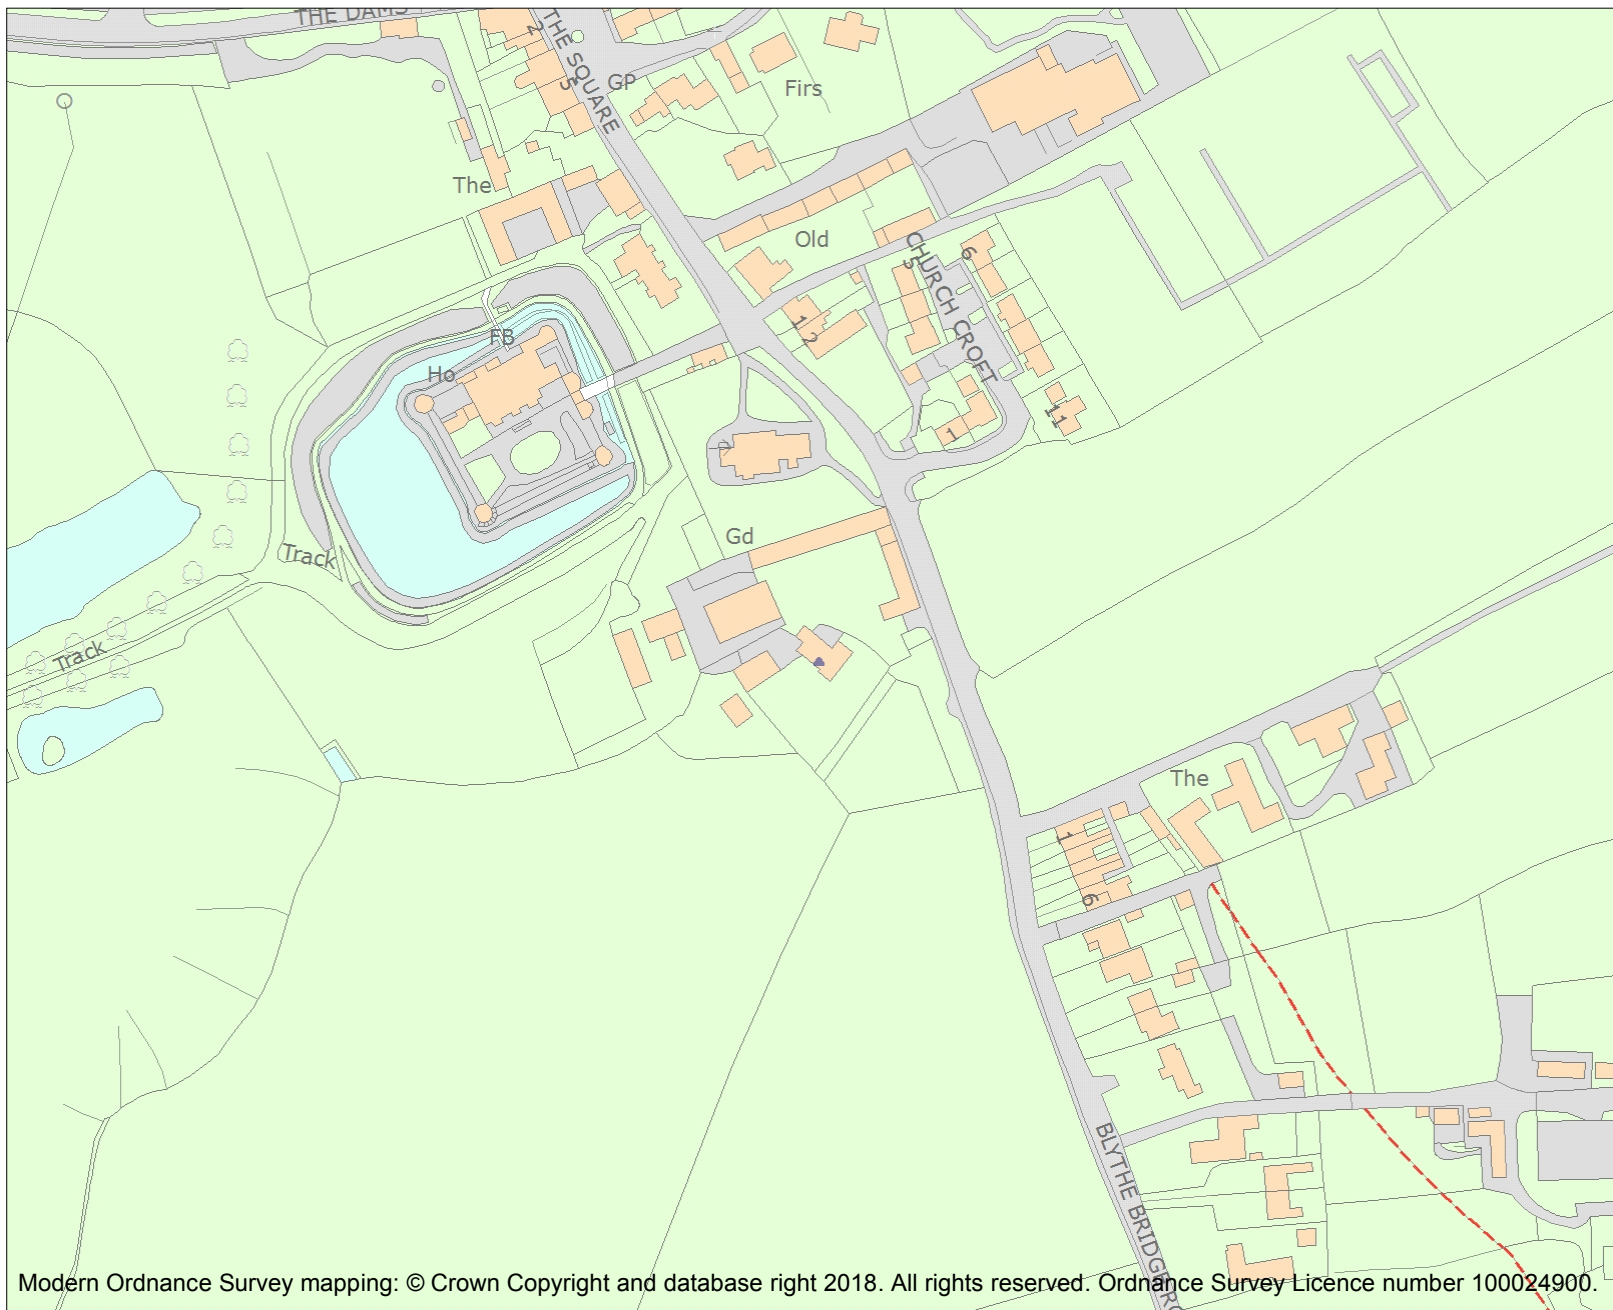 THE DAMS
2
THE SQUARE
5
GP
Firs
The
Old
CHURCH CROFT
5
6
FB
1
2
Ho
11
1
Gd
Track
Track
The
1
6
BLYTHE BRIDGE RO
Modern Ordnance Survey mapping: © Crown Copyright and database right 2018. All rights reserved. Ordnance Survey Licence number 100024900.